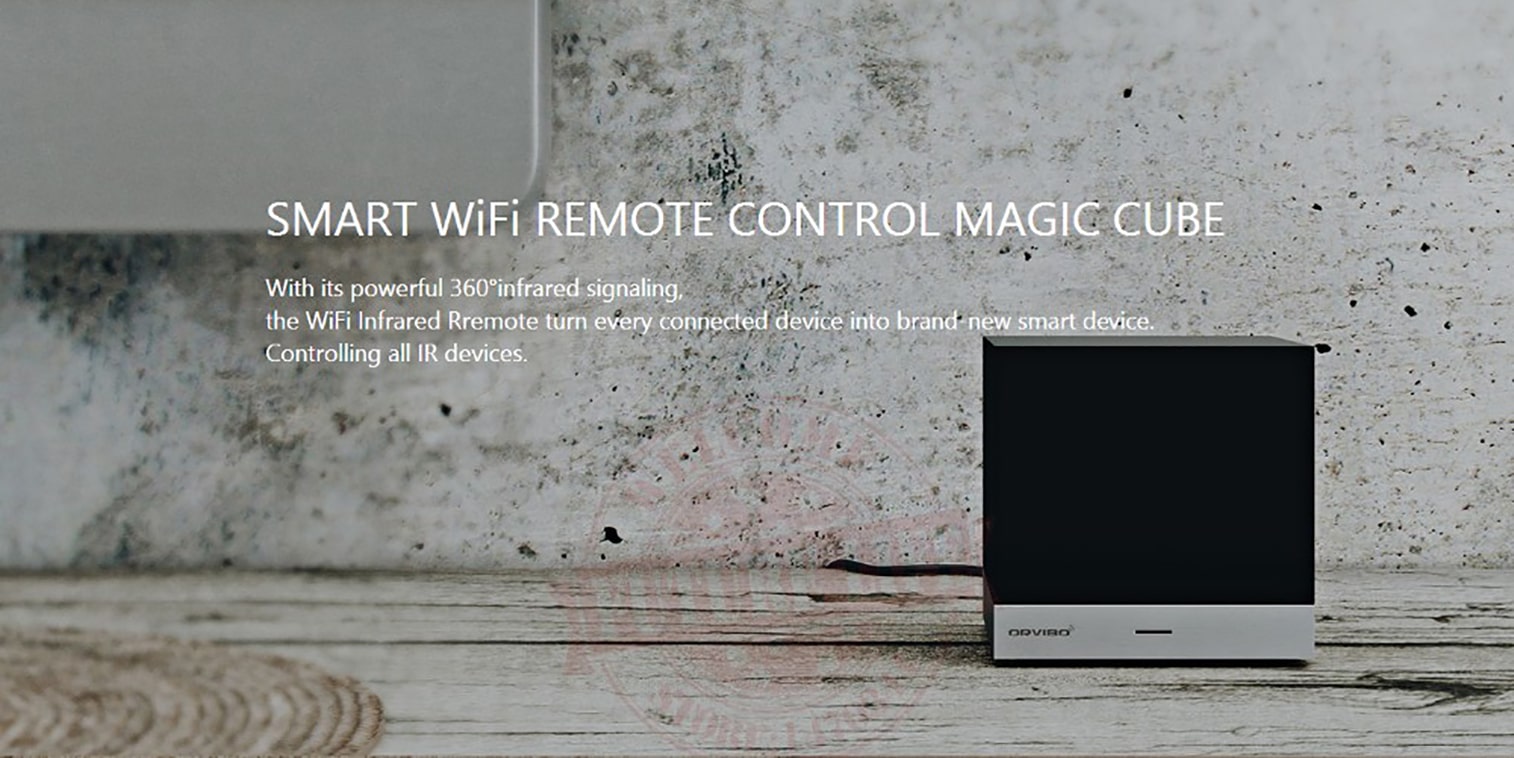 SMART WiFi REMOTE CONTROL MAGIC CUBE
With its powerful 360°infrared signaling,
the WiFi Infrared Rremote turn every connected device into brand-new smart device.
Controlling all IR devices.
WELCOME
ORVIBO